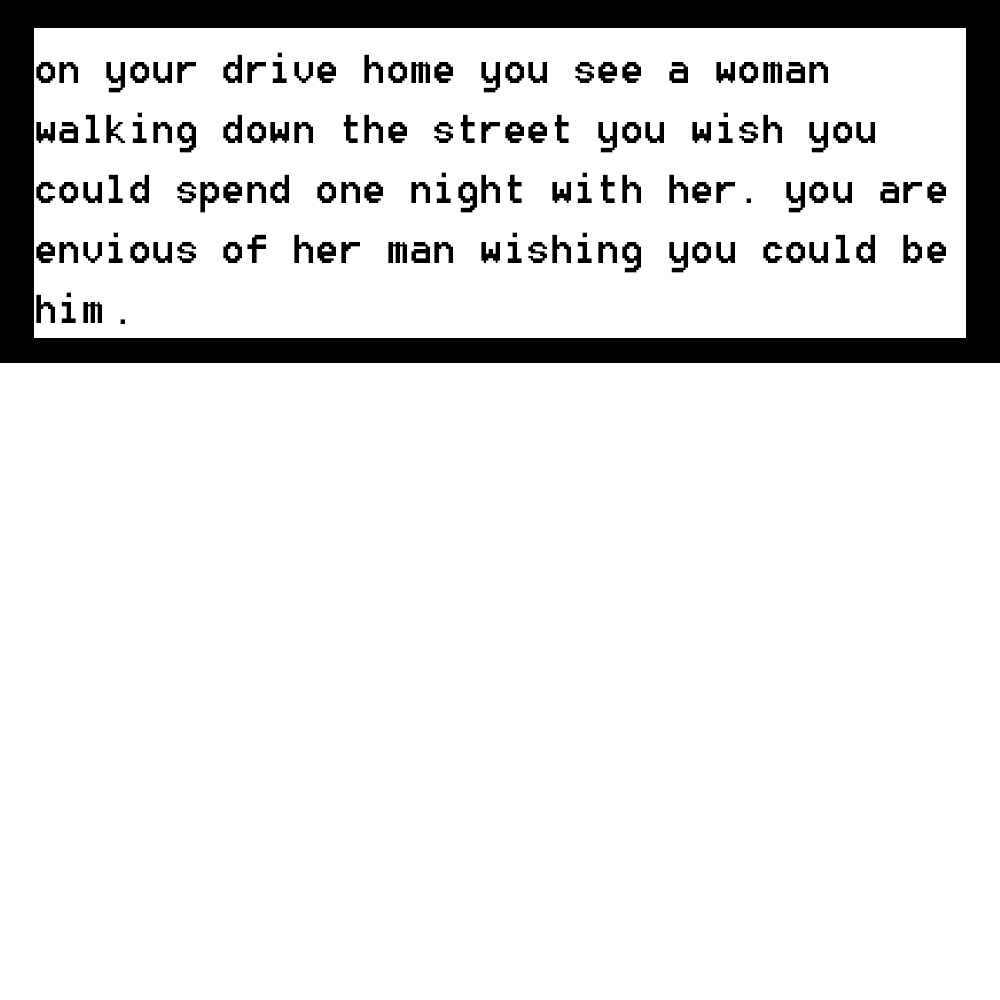 on your drive home you see a woman
walking down the street you wish you
could spend one night with her. you are
envious of her man wishing you could be
him.